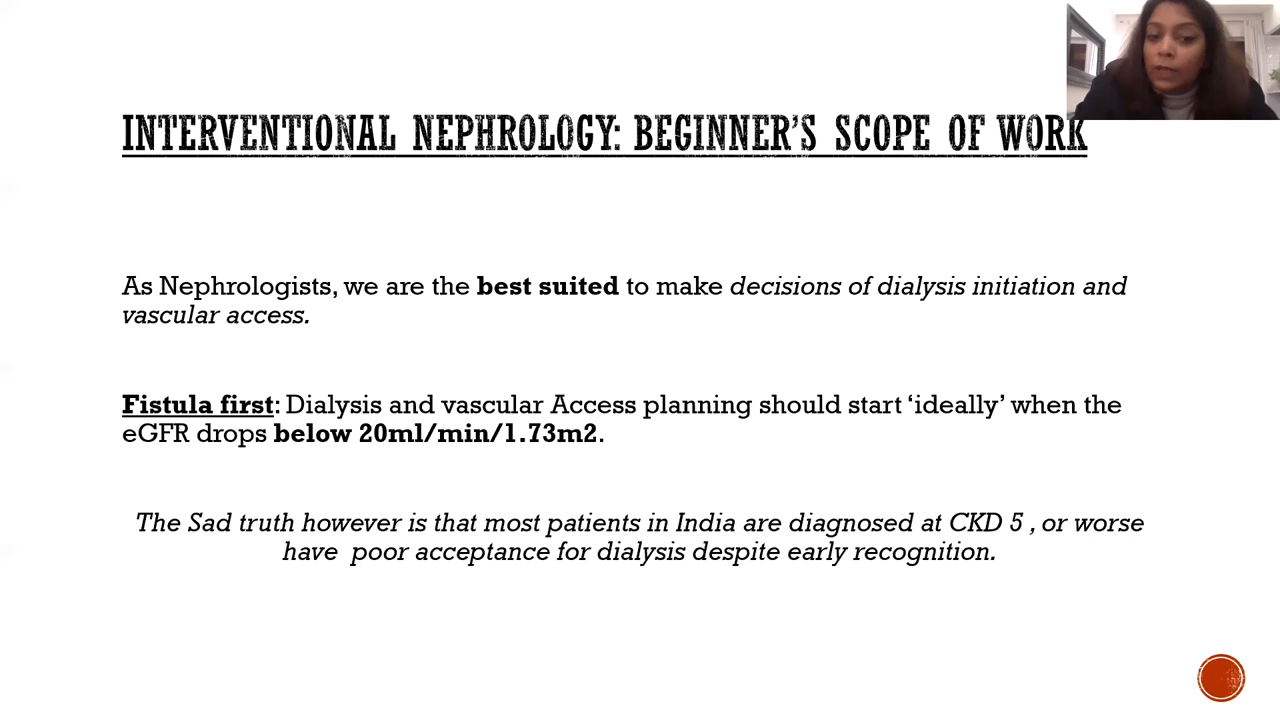 INTERVENTIONAL NEPHROLOGY: BEGINNER'S SCOPE OF WORK
As Nephrologists, we are the best suited to make decisions of dialysis initiation and
vascular access.
Fistula first: Dialysis and vascular Access planning should start ‘ideally’ when the
eGFR drops below 20ml/min/1.73m2.
The Sad truth however is that most patients in India are diagnosed at CKD 5 , or worse
have  poor acceptance for dialysis despite early recognition.